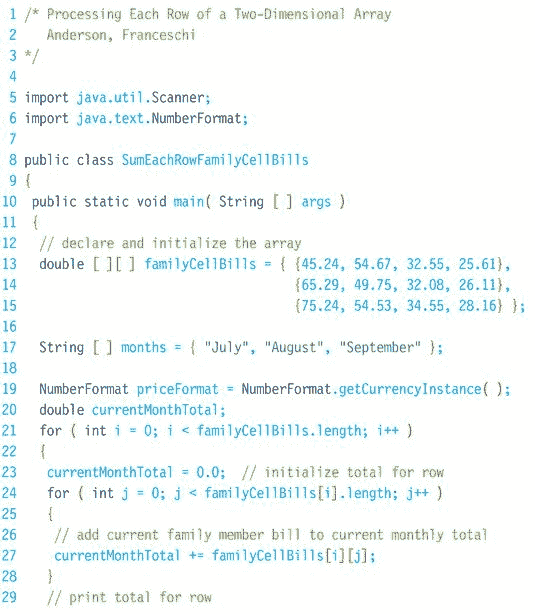 1 /* Processing Each Row of a Two-Dimensional Array
2 Anderson, Franceschi
3 */
4
5 import java.util.Scanner;
6 import java.text.NumberFormat;
7
8 public class SumEachRowFamilyCellBills
9 {
10 public static void main( String [ ] args )
11 {
12 // declare and initialize the array
13 double [ ][ ] familyCellBills = { {45.24, 54.67, 32.55, 25.61},
14 {65.29, 49.75, 32.08, 26.11},
15 {75.24, 54.53, 34.55, 28.16} };
16
17 String [ ] months = { "July", "August", "September" };
18
19 NumberFormat priceFormat = NumberFormat.getCurrencyInstance( );
20 double currentMonthTotal;
21 for ( int i = 0; i < familyCellBills.length; i++ )
22 {
23 currentMonthTotal = 0.0; // initialize total for row
24 for ( int j = 0; j < familyCellBills[i].length; j++ )
25 {
26 // add current family member bill to current monthly total
27 currentMonthTotal += familyCellBills[i][j];
28 }
29 // print total for row